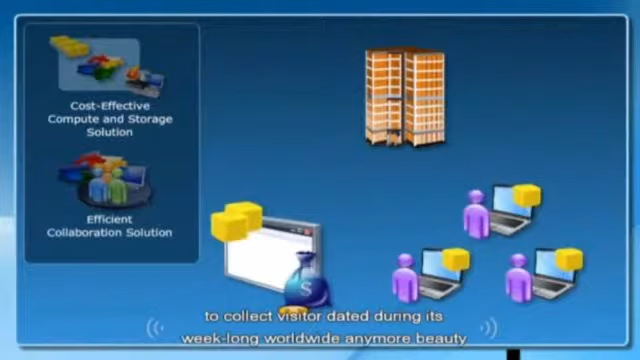 Cost-Effective
Compute and Storage
Solution
Efficient
Collaboration Solution
$
to collect visitor dated during its
week-long worldwide anymore beauty